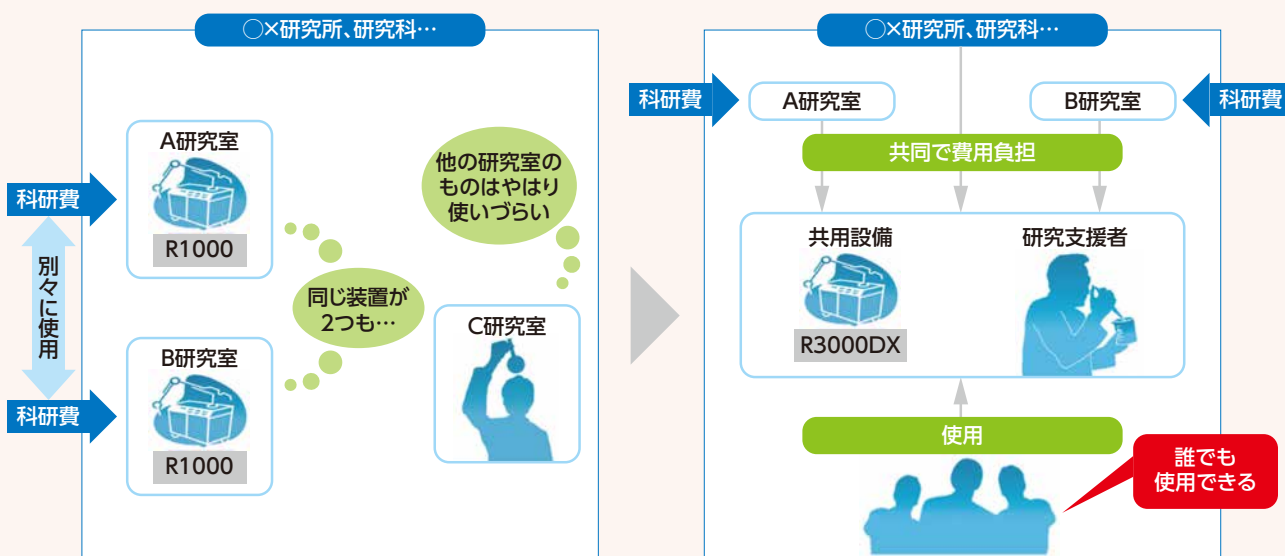 ○×研究所、研究科…
科研費
別々に使用
科研費
A研究室
R1000
B研究室
R1000
同じ装置が
2つも…
他の研究室の
ものはやはり
使いづらい
C研究室
○×研究所、研究科…
科研費
A研究室
B研究室
科研費
共同で費用負担
共用設備
R3000DX
研究支援者
使用
誰でも
使用できる